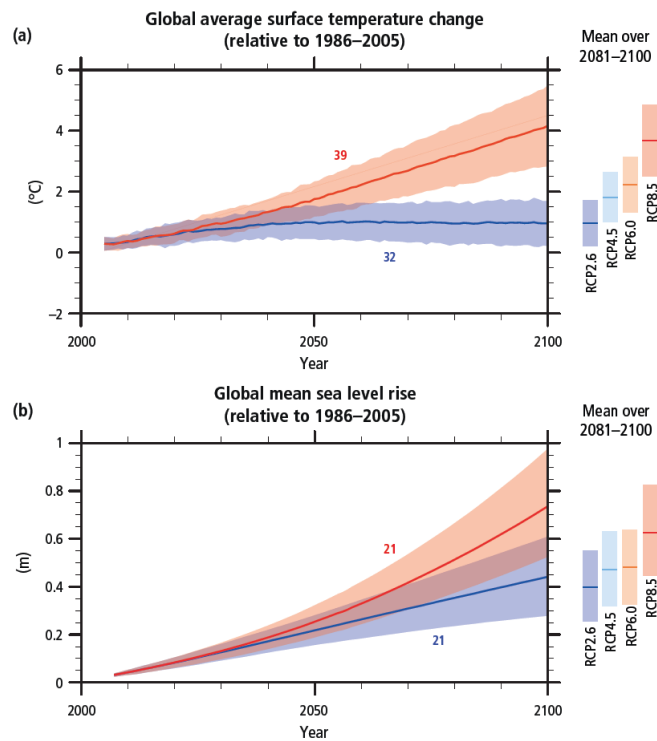 Global average surface temperature change
(relative to 1986–2005)
(a)
Mean over
2081–2100
6
4
2
0
−2
(°C)
39
32
2000
2050
2100
Year
RCP2.6
RCP4.5
RCP6.0
RCP8.5
Global mean sea level rise
(relative to 1986–2005)
(b)
Mean over
2081–2100
1
0.8
0.6
0.4
0.2
0
(m)
21
21
2000
2050
2100
Year
RCP2.6
RCP4.5
RCP6.0
RCP8.5